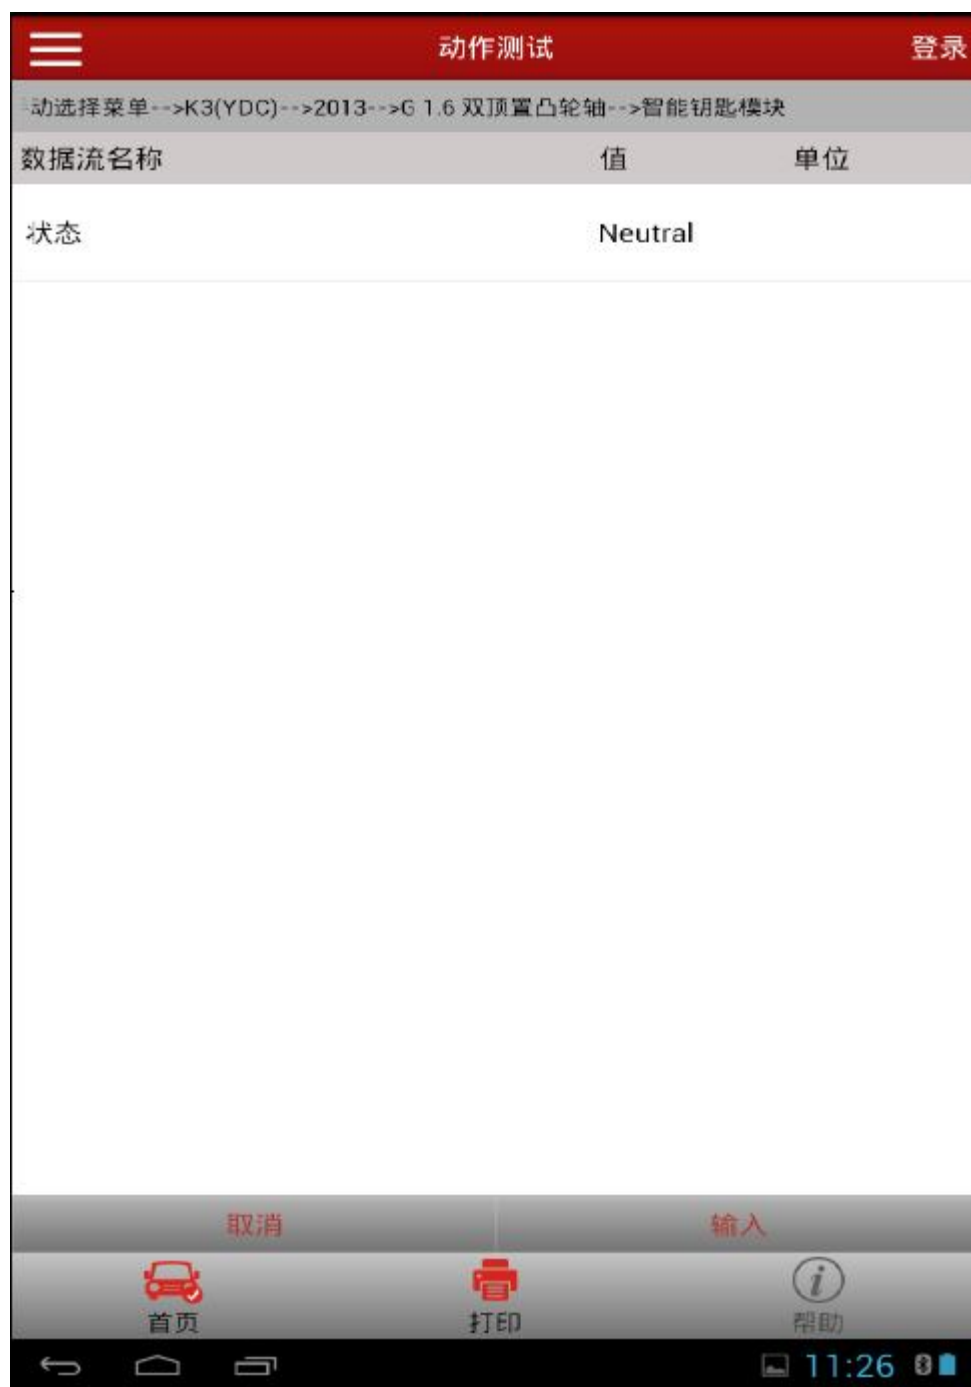 动作测试 登录
动选择菜单-->K3(YDC)-->2013-->G 1.6 双顶置凸轮轴-->智能钥匙模块
数据流名称 值 单位
状态 Neutral
取消 输入
首页 打印 帮助
11:26